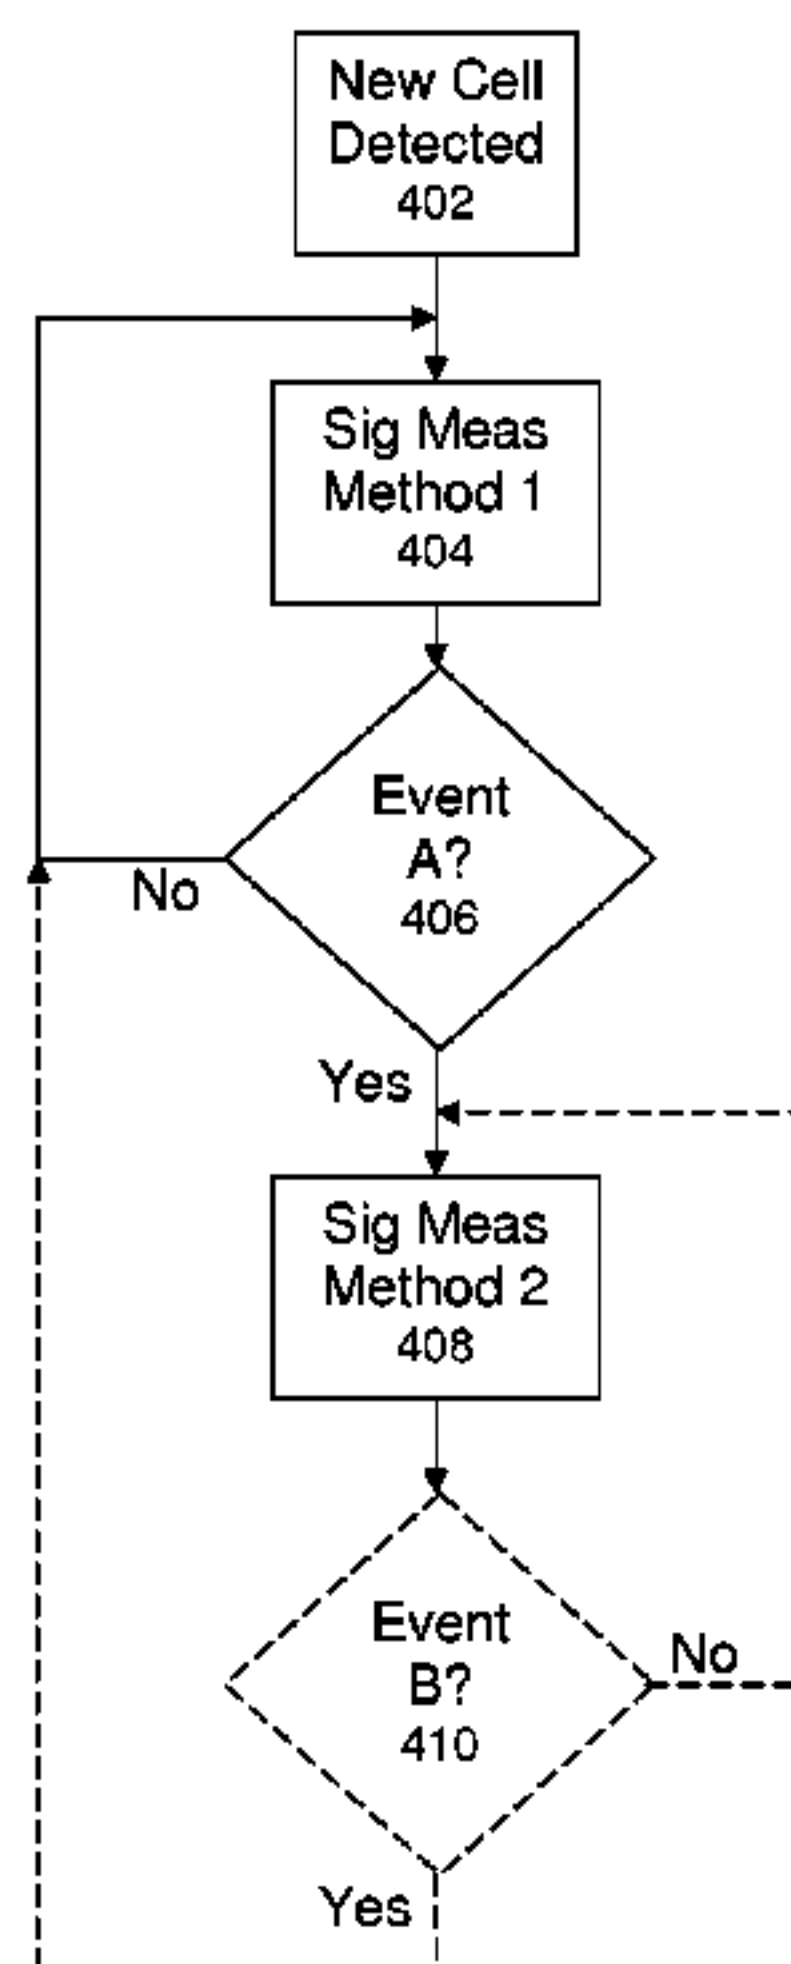 New Cell
Detected
402
Sig Meas
Method 1
404
Event
A?
406
No
Yes
Sig Meas
Method 2
408
Event
B?
410
No
Yes